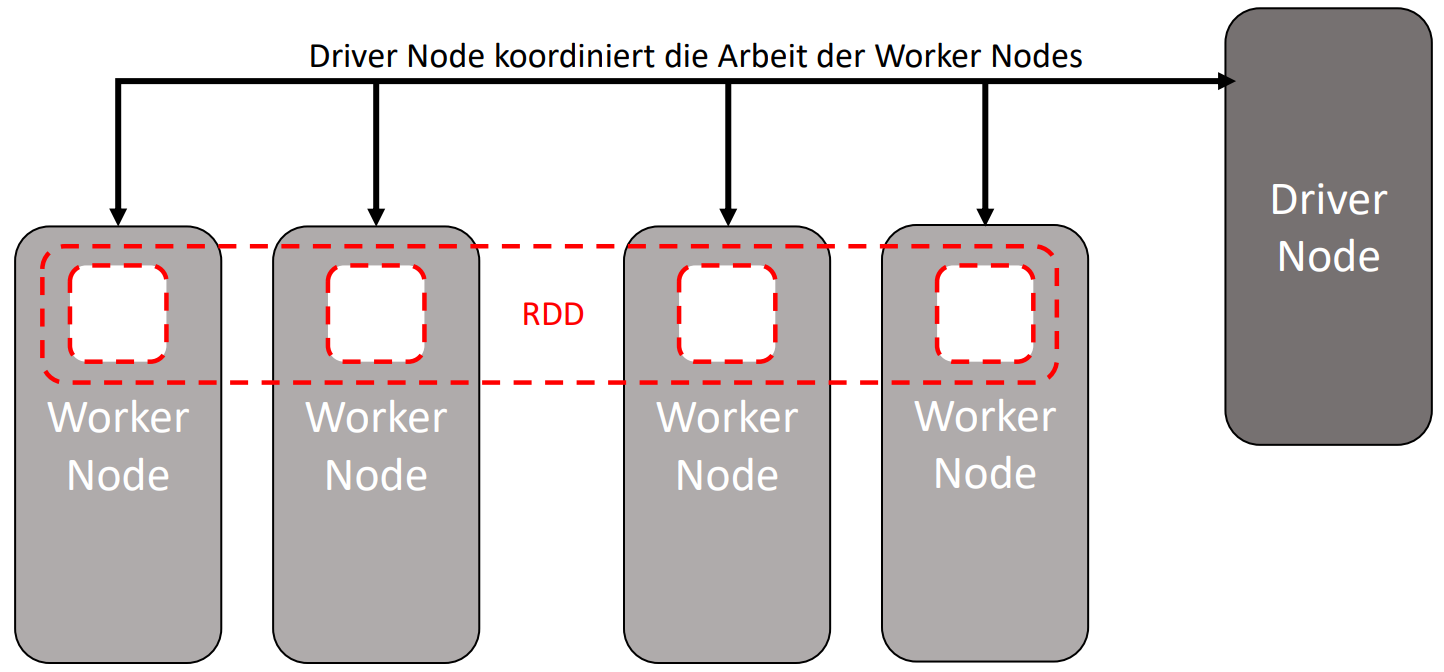 Driver Node koordiniert die Arbeit der Worker Nodes
Driver
Node
RDD
Worker
Node
Worker
Node
Worker
Node
Worker
Node